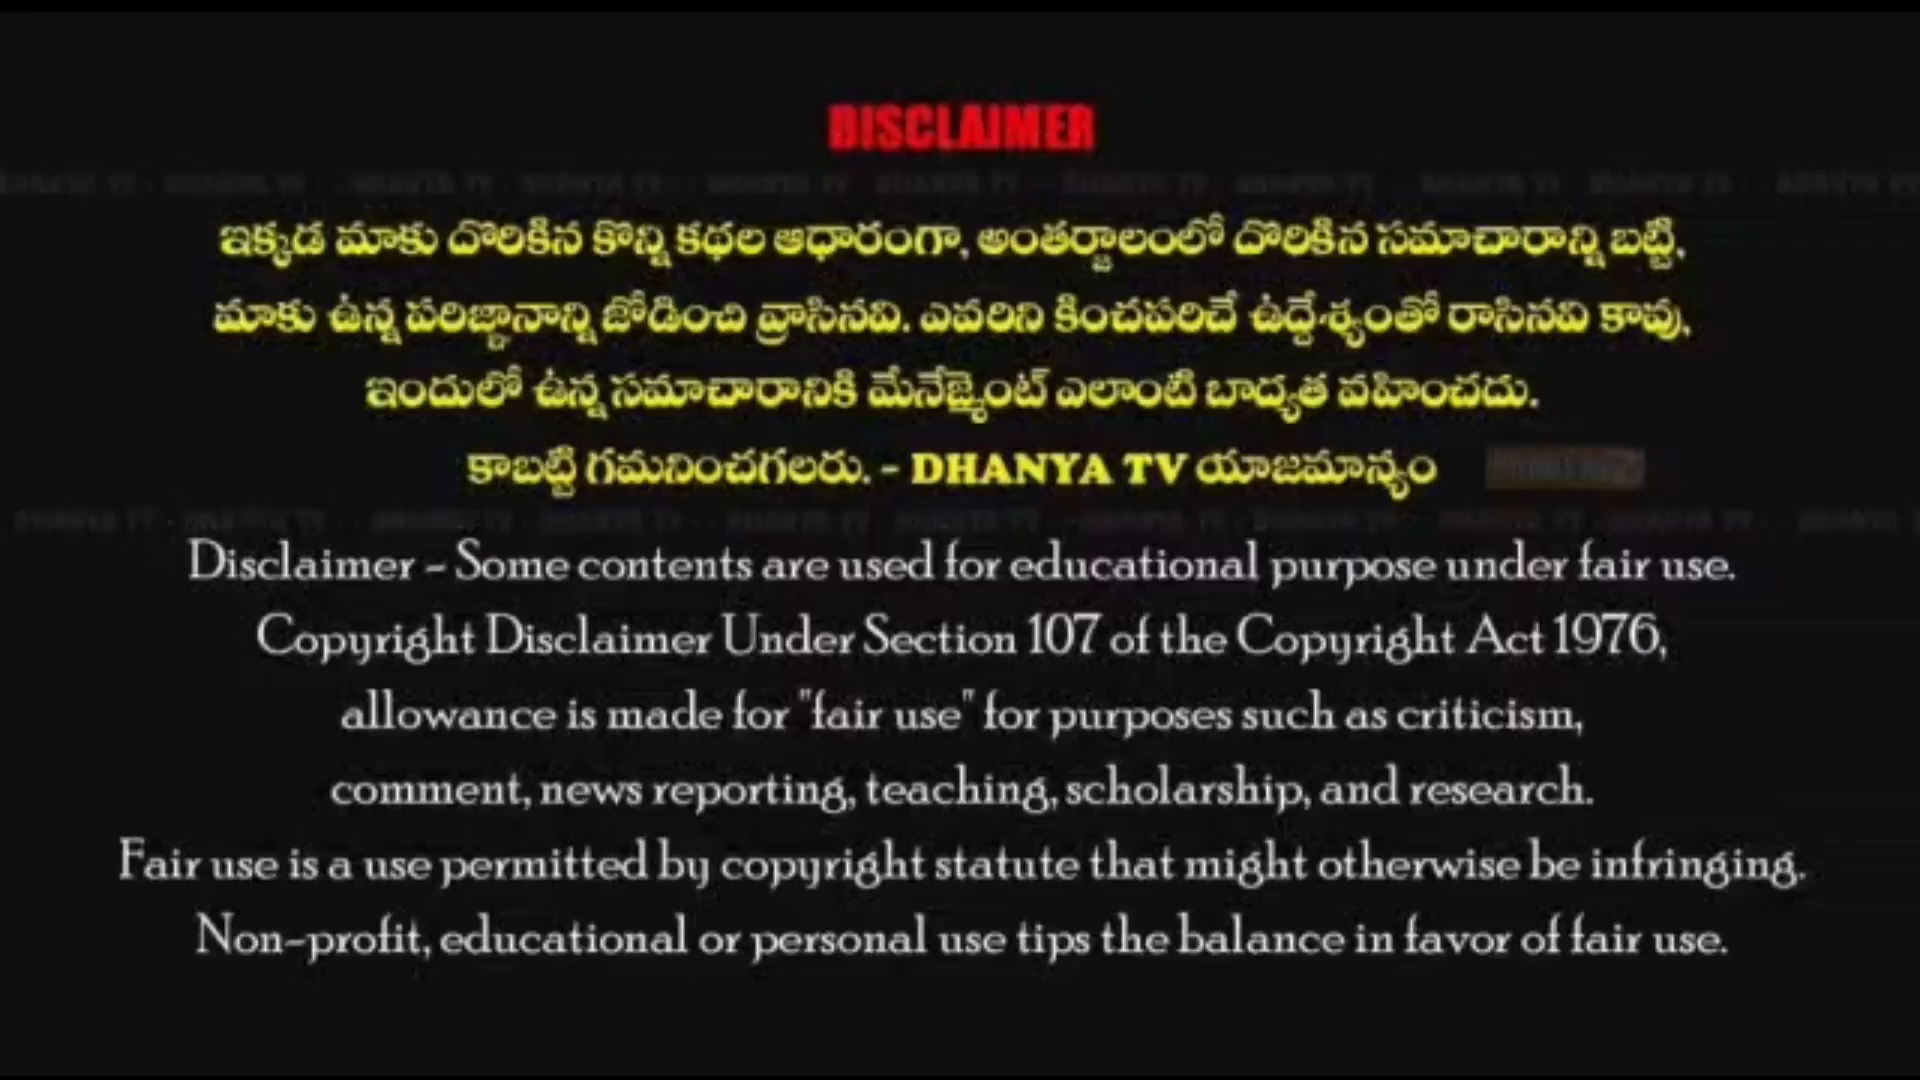 DISCLAIMER
ఇక్కడ మాకు దొరికిన కొన్ని కథల ఆధారంగా, అంతర్జాలంలో దొరికిన సమాచారాన్ని బట్టి,
మాకు ఉన్న పరిజ్ఞానాన్ని జోడించి వ్రాసినవి. ఎవరిని కించపరిచే ఉద్దేశ్యంతో రాసినవి కావు,
ఇందులో ఉన్న సమాచారానికి మేనేజ్మెంట్ ఎలాంటి బాధ్యత వహించదు.
కాబట్టి గమనించగలరు. - DHANYA TV యాజమాన్యం
Disclaimer - Some contents are used for educational purpose under fair use.
Copyright Disclaimer Under Section 107 of the Copyright Act 1976,
allowance is made for "fair use" for purposes such as criticism,
comment, news reporting, teaching, scholarship, and research.
Fair use is a use permitted by copyright statute that might otherwise be infringing.
Non-profit, educational or personal use tips the balance in favor of fair use.